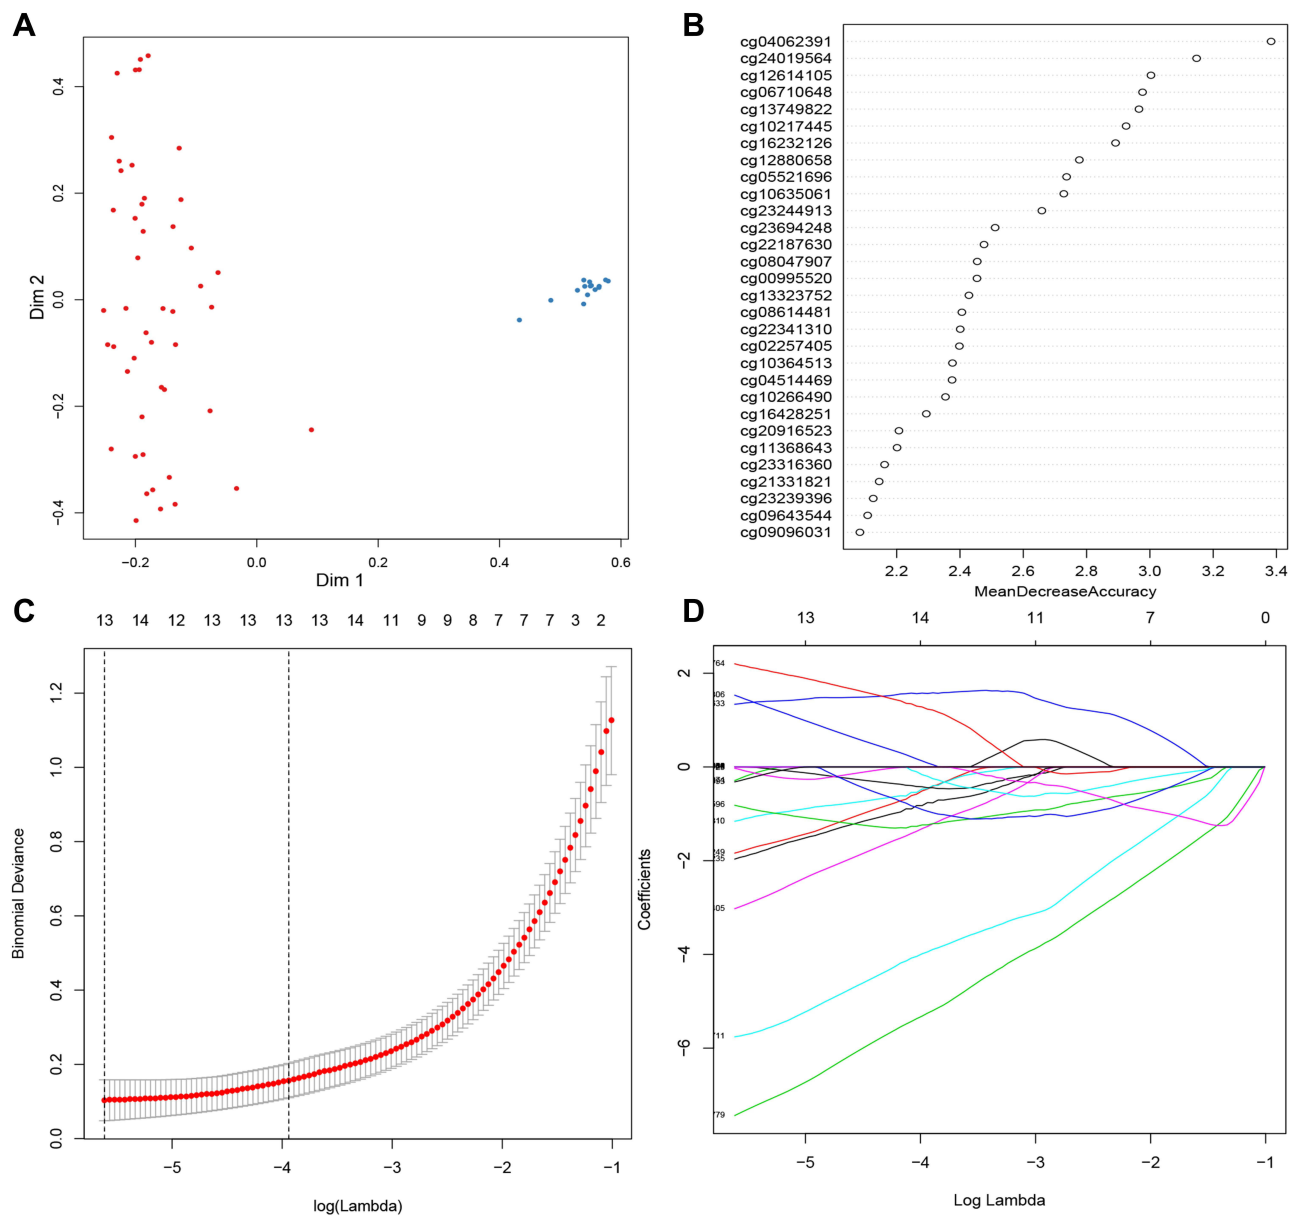 A
0.4
0.2
0.0
−0.2
−0.4
Dim 2
−0.2 0.0 0.2 0.4 0.6
Dim 1
B
cg04062391
cg24019564
cg12614105
cg06710648
cg13749822
cg10217445
cg16232126
cg12880658
cg05521696
cg10635061
cg23244913
cg23694248
cg22187630
cg08047907
cg00995520
cg13323752
cg08614481
cg22341310
cg02257405
cg10364513
cg04514469
cg10266490
cg16428251
cg20916523
cg11368643
cg23316360
cg21331821
cg23239396
cg09643544
cg09096031
2.2 2.4 2.6 2.8 3.0 3.2 3.4
MeanDecreaseAccuracy
C
13 14 12 13 13 13 13 14 11 9 9 8 7 7 7 3 2
1.2
1.0
0.8
0.6
0.4
0.2
0.0
Binomial Deviance
−5 −4 −3 −2 −1
log(Lambda)
D
13 14 11 7 0
2
0
−2
−4
−6
Coefficients
−5 −4 −3 −2 −1
Log Lambda